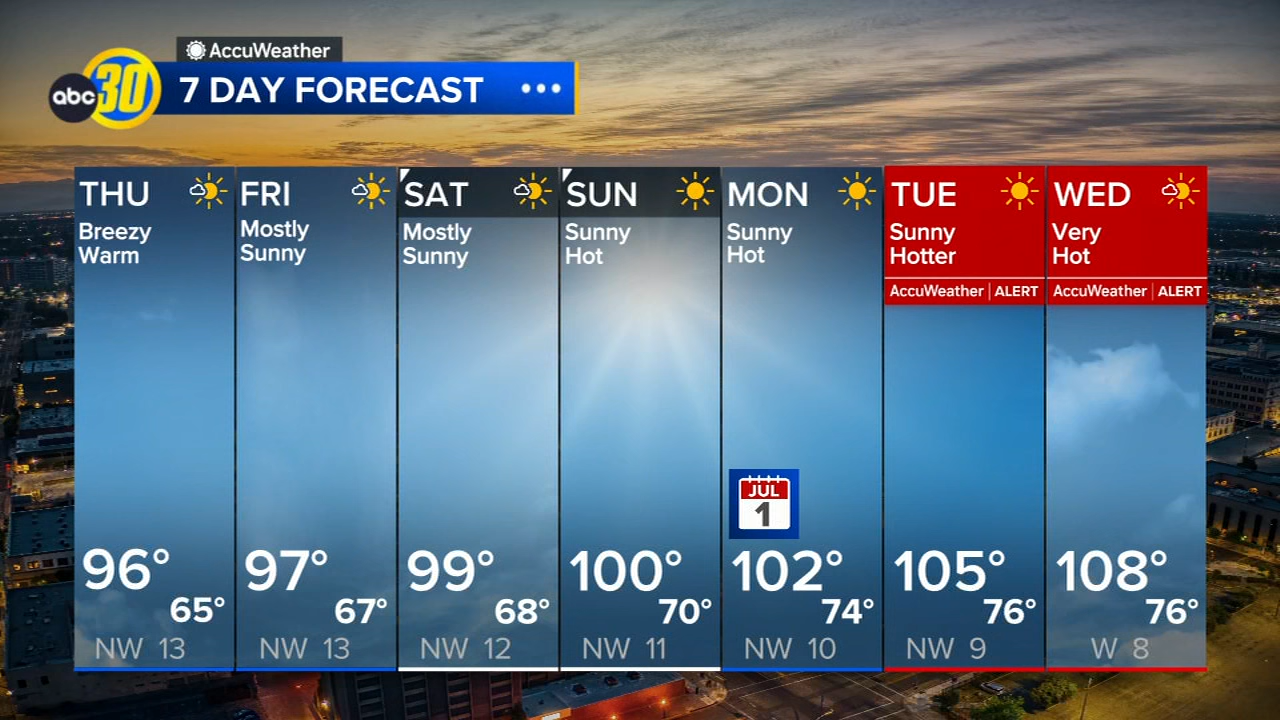 AccuWeather
abc 30
7 DAY FORECAST
THU
Breezy
Warm
96°
65°
NW 13
FRI
Mostly
Sunny
97°
67°
NW 13
SAT
Mostly
Sunny
99°
68°
NW 12
SUN
Sunny
Hot
100°
70°
NW 11
MON
Sunny
Hot
JUL
1
102°
74°
NW 10
TUE
Sunny
Hotter
AccuWeather | ALERT
105°
76°
NW 9
WED
Very
Hot
AccuWeather | ALERT
108°
76°
W 8